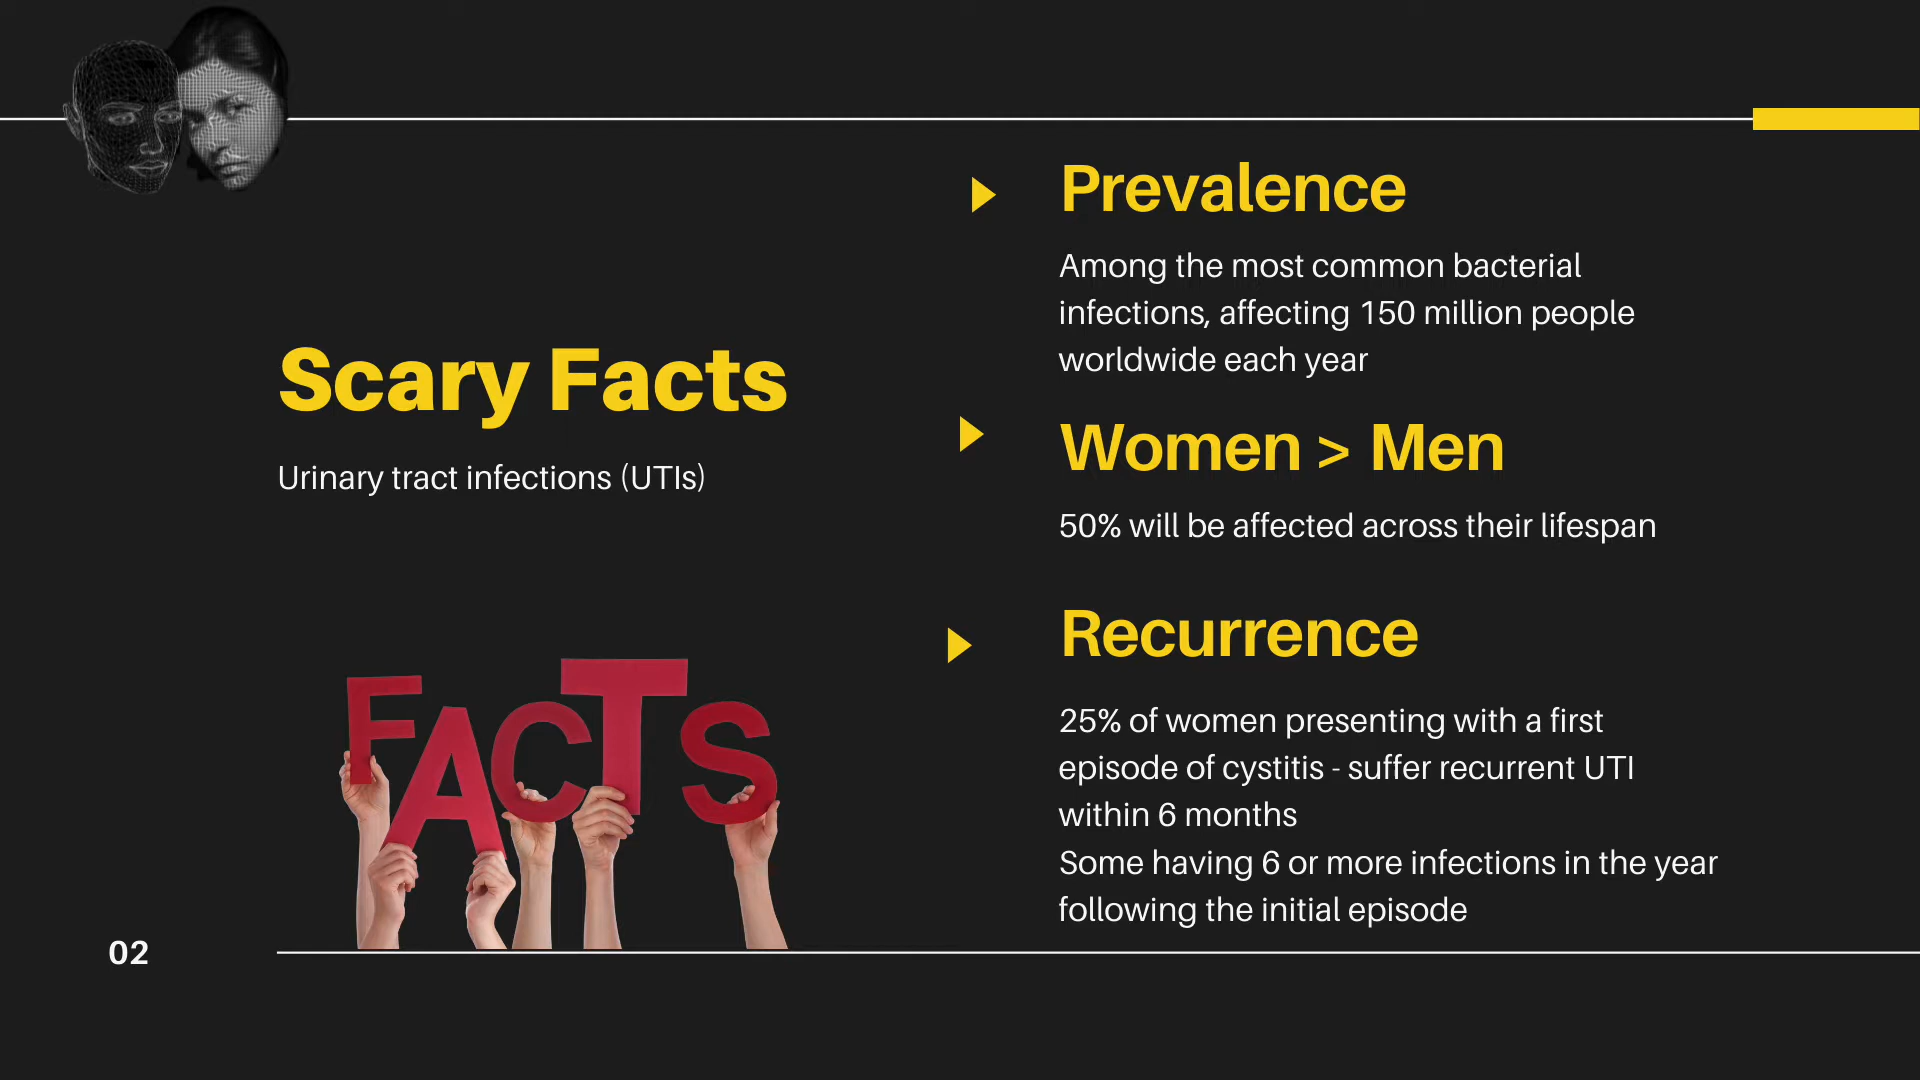 Scary Facts
Urinary tract infections (UTIs)
FACTS
02
Prevalence
Among the most common bacterial
infections, affecting 150 million people
worldwide each year
Women > Men
50% will be affected across their lifespan
Recurrence
25% of women presenting with a first
episode of cystitis - suffer recurrent UTI
within 6 months
Some having 6 or more infections in the year
following the initial episode